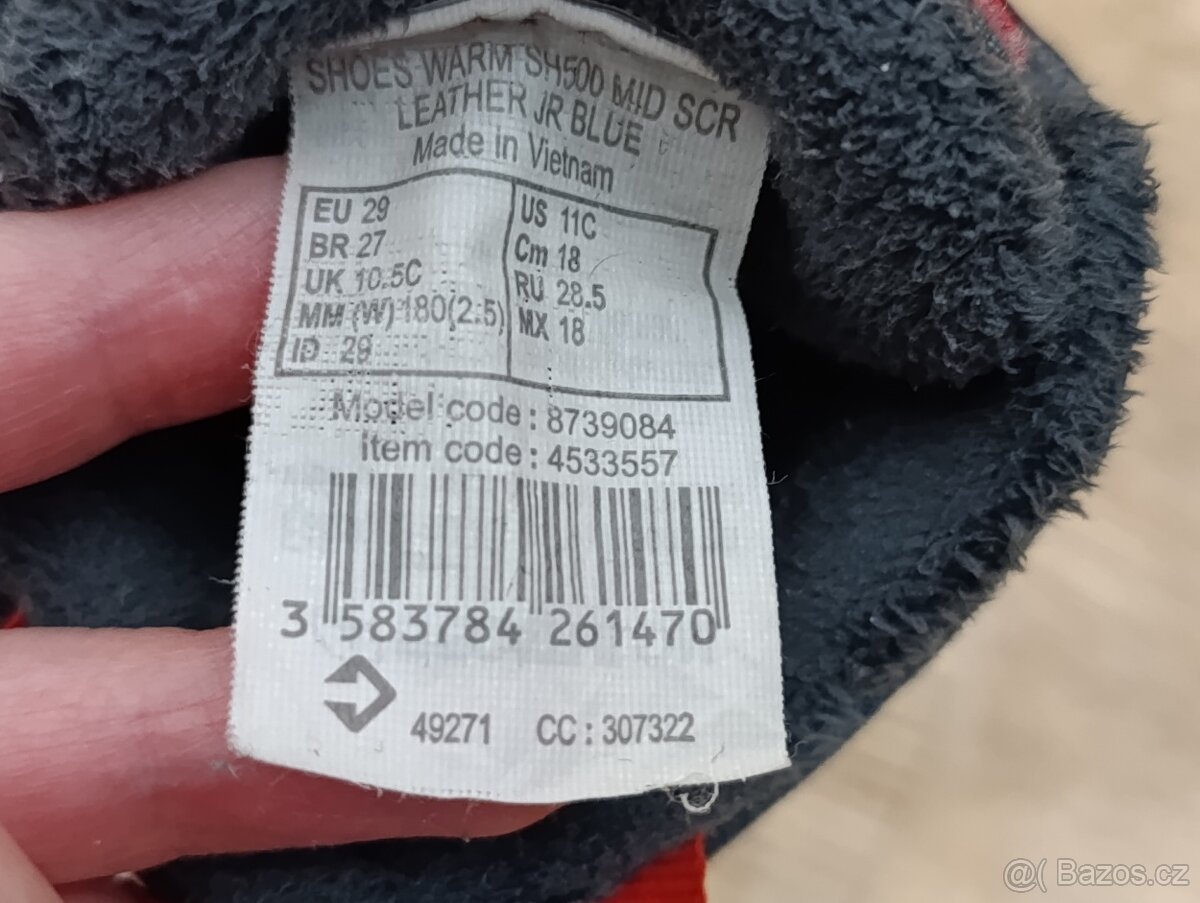 SHOES WARM SH500 MID SCR
LEATHER JR BLUE
Made in Vietnam
EU 29
BR 27
UK 10.5C
MM (W) 180(2.5)
ID 29
US 11C
Cm 18
RU 28.5
MX 18
Model code : 8739084
Item code : 4533557
3 583784 261470
49271 CC : 307322
@( Bazos.cz